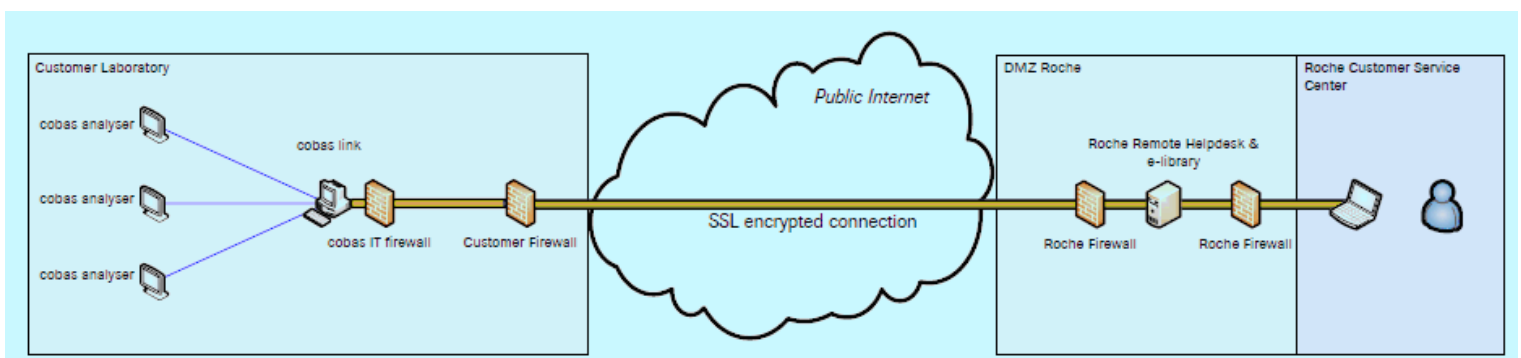 Customer Laboratory
cobas analyser
cobas link
cobas analyser
cobas IT firewall
Customer Firewall
cobas analyser
Public Internet
SSL encrypted connection
DMZ Roche
Roche Remote Helpdesk &
e-library
Roche Firewall
Roche Firewall
Roche Customer Service
Center